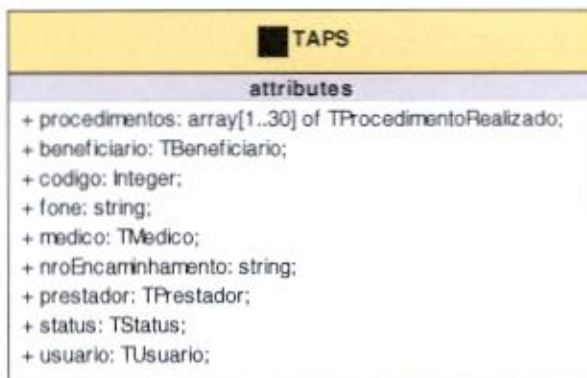 TAPS
attributes
+ procedimentos: array[1..30] of TProcedimentoRealizado;
+ beneficiario: TBeneficiario;
+ codigo: Integer;
+ fone: string;
+ medico: TMedico;
+ nroEncaminhamento: string;
+ prestador: TPrestador;
+ status: TStatus;
+ usuario: TUsuario;